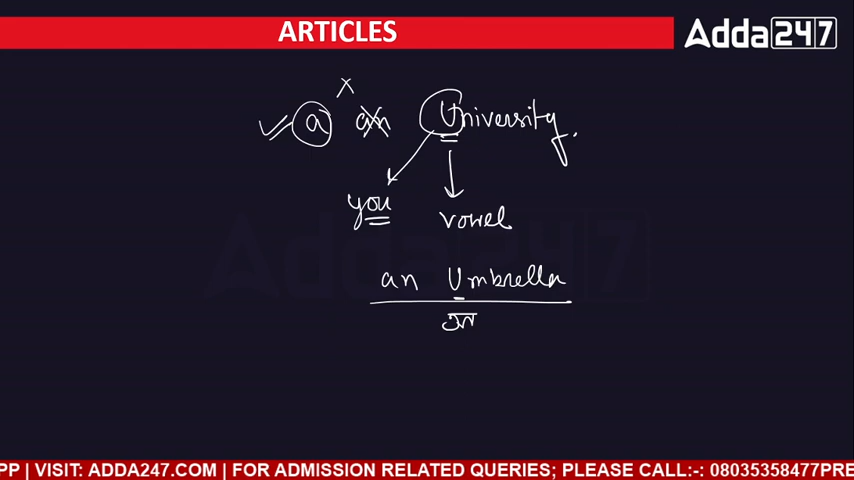 ARTICLES
Adda247
x
a an University.
you vowel
an Umbrella
अ
Adda247
PP | VISIT: ADDA247.COM | FOR ADMISSION RELATED QUERIES; PLEASE CALL:-: 08035358477PRE